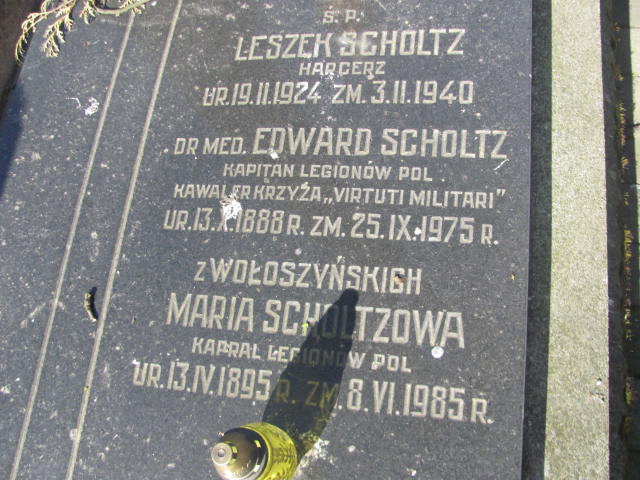 Ś. P.
LESZEK SCHOLTZ
HARCERZ
UR. 19.II.1924 ZM. 3.II.1940
DR MED. EDWARD SCHOLTZ
KAPITAN LEGIONÓW POL
KAWALER KRZYŻA „VIRTUTI MILITARI"
UR. 13.X.1888 R. ZM. 25.IX.1975 R.
Z WOŁOSZYŃSKICH
MARIA SCHOLTZOWA
KAPRAL LEGIONÓW POL
UR. 13.IV.1895 R. ZM. 8.VI.1985 R.